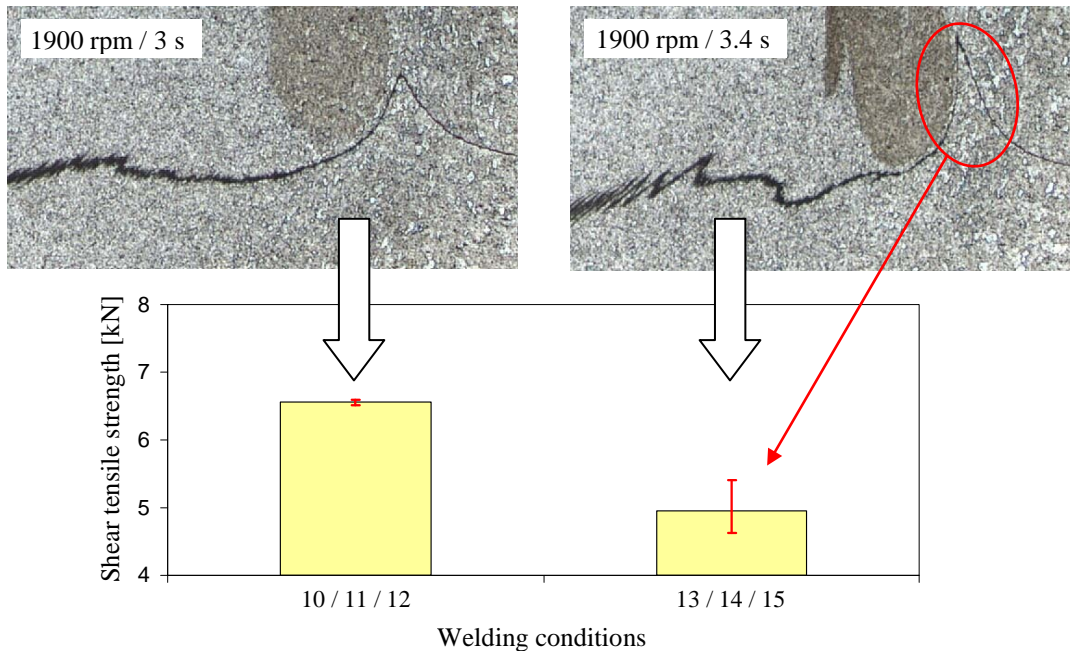 1900 rpm / 3 s
1900 rpm / 3.4 s
Shear tensile strength [kN]
8
7
6
5
4
10 / 11 / 12
13 / 14 / 15
Welding conditions